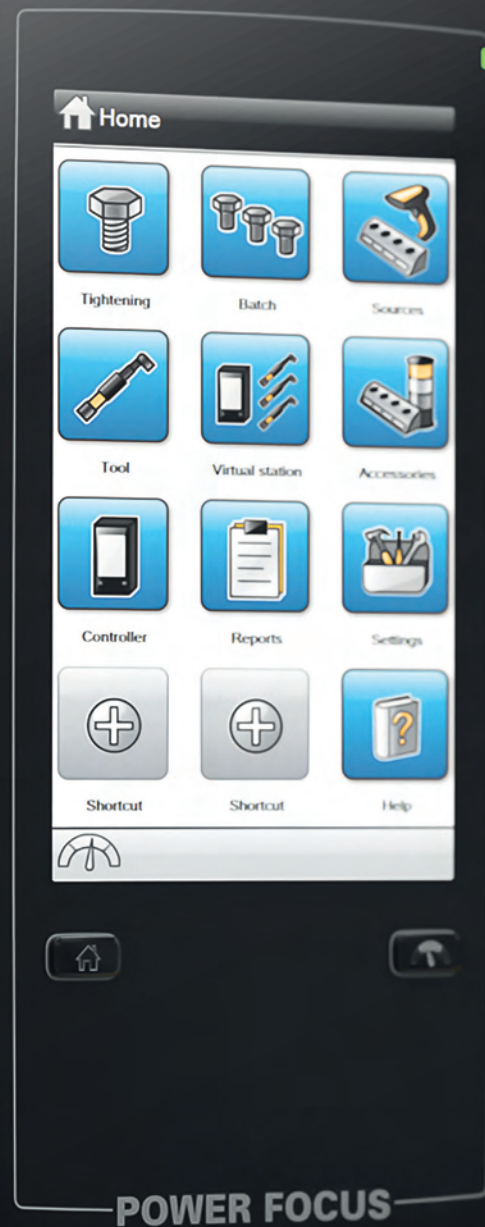 Home
Tightening
Batch
Sources
Tool
Virtual station
Accessories
Controller
Reports
Settings
Shortcut
Shortcut
Help
POWER FOCUS